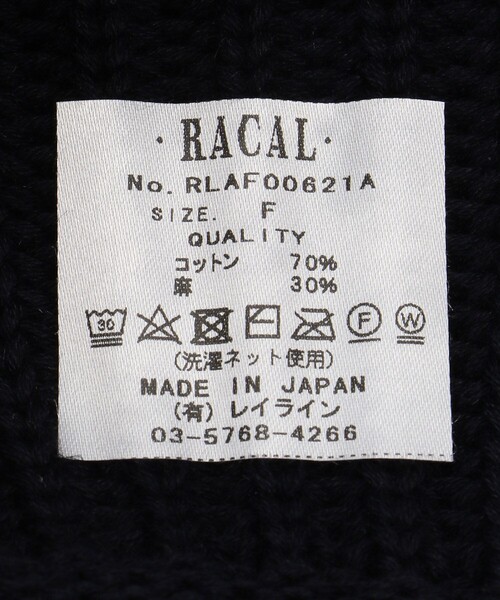 ・RACAL・
No. RLAF00621A
SIZE. F
QUALITY
コットン 70%
麻 30%
30 F W
(洗濯ネット使用)
MADE IN JAPAN
(有)レイライン
03-5768-4266